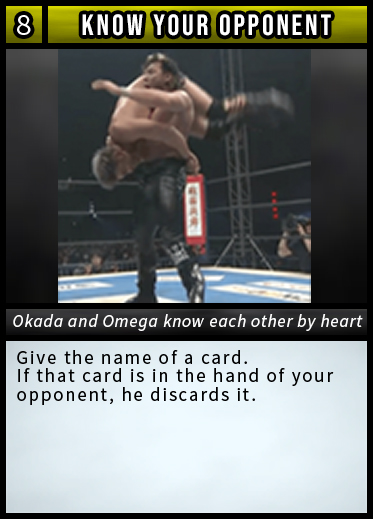 8
KNOW YOUR OPPONENT
Okada and Omega know each other by heart
Give the name of a card.
If that card is in the hand of your
opponent, he discards it.